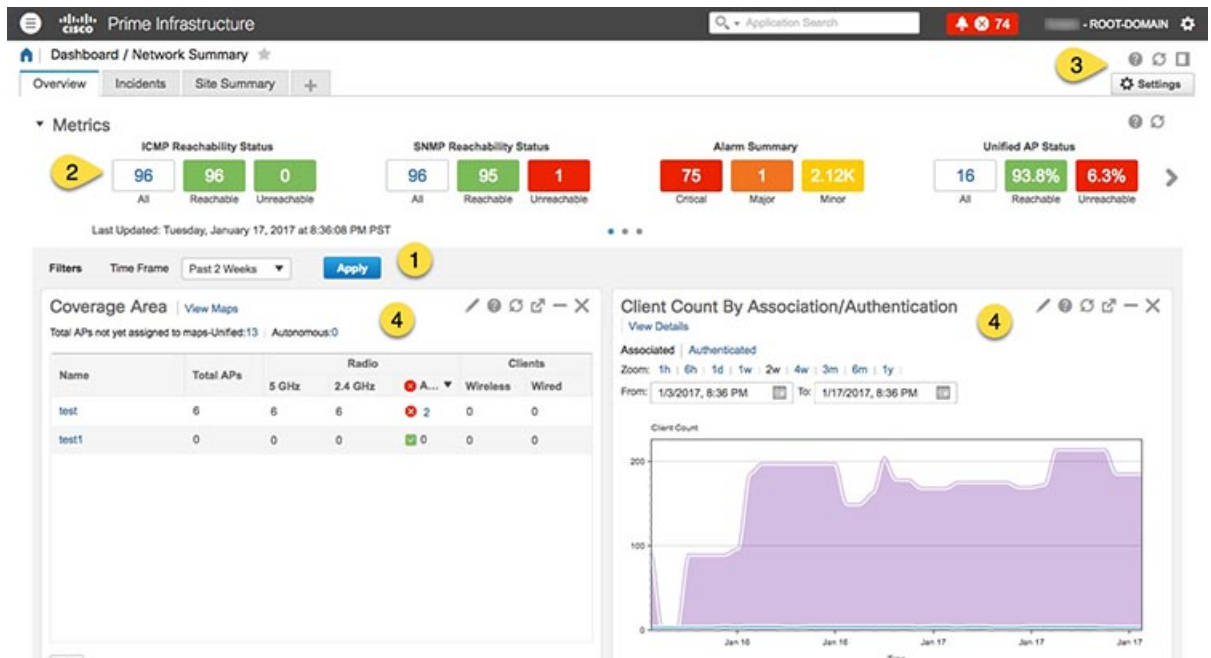 cisco Prime Infrastructure
Application Search
74
- ROOT-DOMAIN
Dashboard / Network Summary
3
Overview Incidents Site Summary +
Settings
Metrics
ICMP Reachability Status SNMP Reachability Status Alarm Summary Unified AP Status
2
96 96 0 96 95 1 75 1 2.12K 16 93.8% 6.3%
All Reachable Unreachable All Reachable Unreachable Critical Major Minor All Reachable Unreachable
Last Updated: Tuesday, January 17, 2017 at 8:36:08 PM PST
Filters Time Frame Past 2 Weeks Apply 1
Coverage Area | View Maps
Total APs not yet assigned to maps-Unified:13 | Autonomous:0
4
Name Total APs Radio Clients
5 GHz 2.4 GHz A... Wireless Wired
test 6 6 6 2 0 0
test1 0 0 0 0 0 0
Client Count By Association/Authentication
4
View Details
Associated | Authenticated
Zoom: 1h | 6h | 1d | 1w | 2w | 4w | 3m | 6m | 1y
From: 1/3/2017, 8:36 PM To: 1/17/2017, 8:36 PM
Client Count
200
100
0
Jan 16 Jan 16 Jan 17 Jan 17 Jan 17